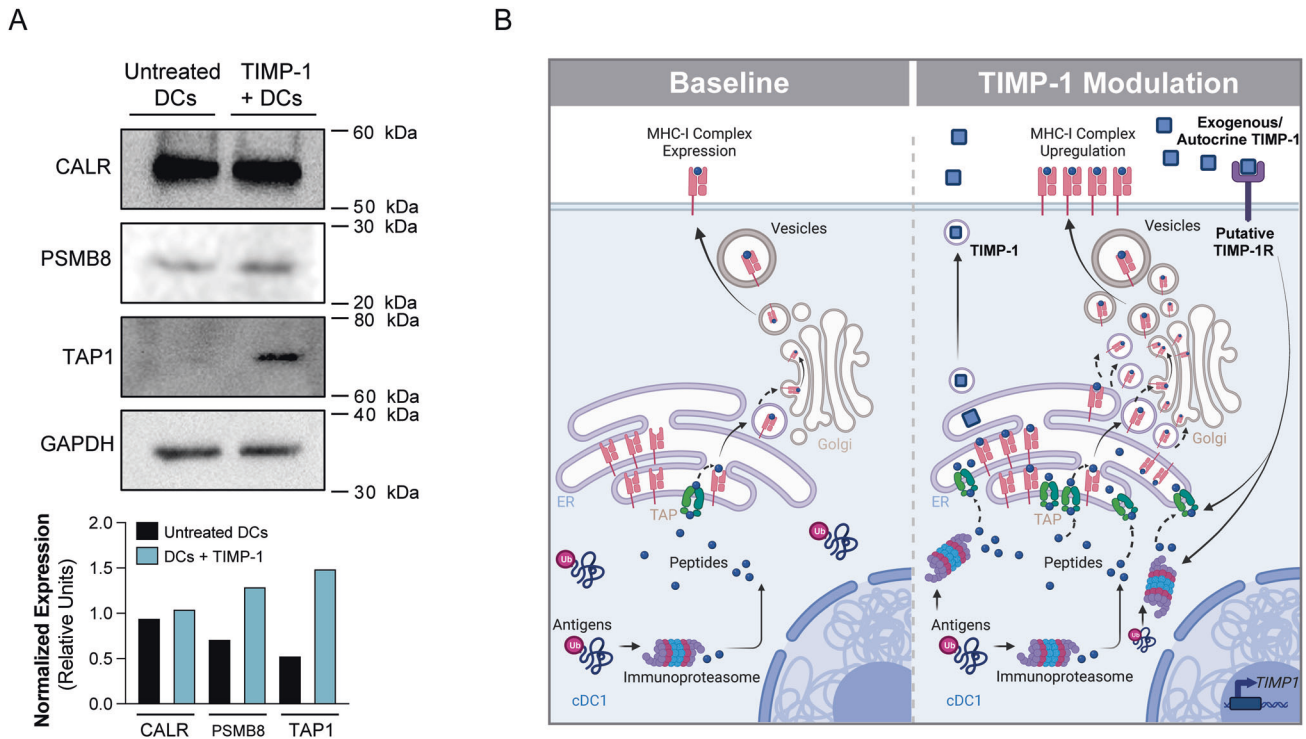 A
Untreated
DCs
TIMP-1
+ DCs
CALR
60 kDa
50 kDa
PSMB8
30 kDa
20 kDa
TAP1
80 kDa
60 kDa
GAPDH
40 kDa
30 kDa
Normalized Expression
(Relative Units)
2.0
1.5
1.0
0.5
0.0
Untreated DCs
DCs + TIMP-1
CALR
PSMB8
TAP1
B
Baseline
MHC-I Complex
Expression
Vesicles
Golgi
ER
TAP
Ub
Ub
Peptides
Antigens
Ub
Immunoproteasome
cDC1
TIMP-1 Modulation
MHC-I Complex
Upregulation
Exogenous/
Autocrine TIMP-1
Putative
TIMP-1R
TIMP-1
Vesicles
Golgi
ER
TAP
Peptides
Antigens
Ub
Ub
Immunoproteasome
cDC1
TIMP1